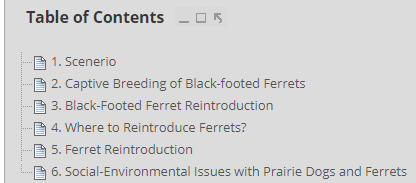 Table of Contents
1. Scenerio
2. Captive Breeding of Black-footed Ferrets
3. Black-Footed Ferret Reintroduction
4. Where to Reintroduce Ferrets?
5. Ferret Reintroduction
6. Social-Environmental Issues with Prairie Dogs and Ferrets